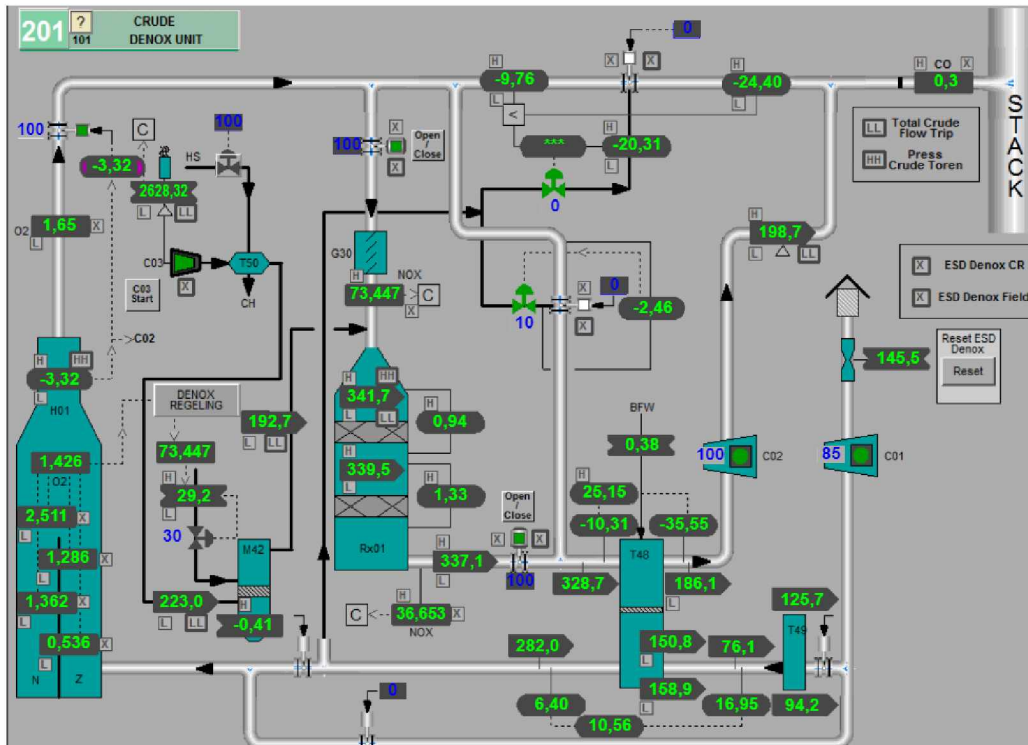 201
?
101
CRUDE
DENOX UNIT
0
H
-9,76
L
X
X
H
-24,40
L
H CO X
0,3
STACK
100
C
-3,32
HS
100
2628,32
L
LL
100
X
Open
/
Close
X
<
***
H
-20,31
L
0
LL
Total Crude
Flow Trip
HH
Press
Crude Toren
O2
1,65
X
L
C03
X
C03
Start
T50
CH
G30
H
73,447
NOX
C
X
10
0
X
X
-2,46
H
198,7
L
LL
X
ESD Denox CR
X
ESD Denox Field
Reset ESD
Denox
Reset
145,5
C02
H
HH
-3,32
L
H01
DENOX
REGELING
192,7
L
LL
H
341,7
HH
L
LL
H
0,94
339,5
L
H
1,33
Rx01
BFW
0,38
100
C02
85
C01
73,447
L
H
29,2
L
30
1,426
X
O2
2,511
X
L
1,286
X
L
1,362
X
L
0,536
X
L
N
Z
M42
223,0
L
LL
H
-0,41
Open
/
Close
X
X
100
H
337,1
L
C
36,653
X
NOX
H
25,15
-10,31
-35,55
T48
328,7
186,1
L
282,0
150,8
L
76,1
T49
125,7
158,9
L
6,40
10,56
16,95
94,2
0